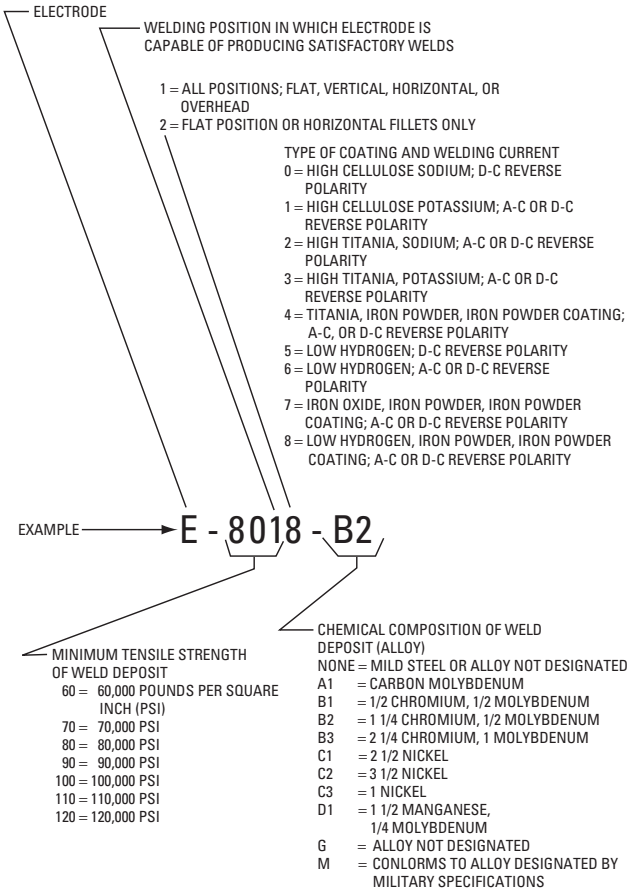 ELECTRODE
WELDING POSITION IN WHICH ELECTRODE IS
CAPABLE OF PRODUCING SATISFACTORY WELDS
1 = ALL POSITIONS; FLAT, VERTICAL, HORIZONTAL, OR
OVERHEAD
2 = FLAT POSITION OR HORIZONTAL FILLETS ONLY
TYPE OF COATING AND WELDING CURRENT
0 = HIGH CELLULOSE SODIUM; D-C REVERSE
POLARITY
1 = HIGH CELLULOSE POTASSIUM; A-C OR D-C
REVERSE POLARITY
2 = HIGH TITANIA, SODIUM; A-C OR D-C REVERSE
POLARITY
3 = HIGH TITANIA, POTASSIUM; A-C OR D-C
REVERSE POLARITY
4 = TITANIA, IRON POWDER, IRON POWDER COATING;
A-C, OR D-C REVERSE POLARITY
5 = LOW HYDROGEN; D-C REVERSE POLARITY
6 = LOW HYDROGEN; A-C OR D-C REVERSE
POLARITY
7 = IRON OXIDE, IRON POWDER, IRON POWDER
COATING; A-C OR D-C REVERSE POLARITY
8 = LOW HYDROGEN, IRON POWDER, IRON POWDER
COATING; A-C OR D-C REVERSE POLARITY
EXAMPLE
E - 8018 - B2
MINIMUM TENSILE STRENGTH
OF WELD DEPOSIT
60 = 60,000 POUNDS PER SQUARE
INCH (PSI)
70 = 70,000 PSI
80 = 80,000 PSI
90 = 90,000 PSI
100 = 100,000 PSI
110 = 110,000 PSI
120 = 120,000 PSI
CHEMICAL COMPOSITION OF WELD
DEPOSIT (ALLOY)
NONE = MILD STEEL OR ALLOY NOT DESIGNATED
A1 = CARBON MOLYBDENUM
B1 = 1/2 CHROMIUM, 1/2 MOLYBDENUM
B2 = 1 1/4 CHROMIUM, 1/2 MOLYBDENUM
B3 = 2 1/4 CHROMIUM, 1 MOLYBDENUM
C1 = 2 1/2 NICKEL
C2 = 3 1/2 NICKEL
C3 = 1 NICKEL
D1 = 1 1/2 MANGANESE,
1/4 MOLYBDENUM
G = ALLOY NOT DESIGNATED
M = CONLORMS TO ALLOY DESIGNATED BY
MILITARY SPECIFICATIONS